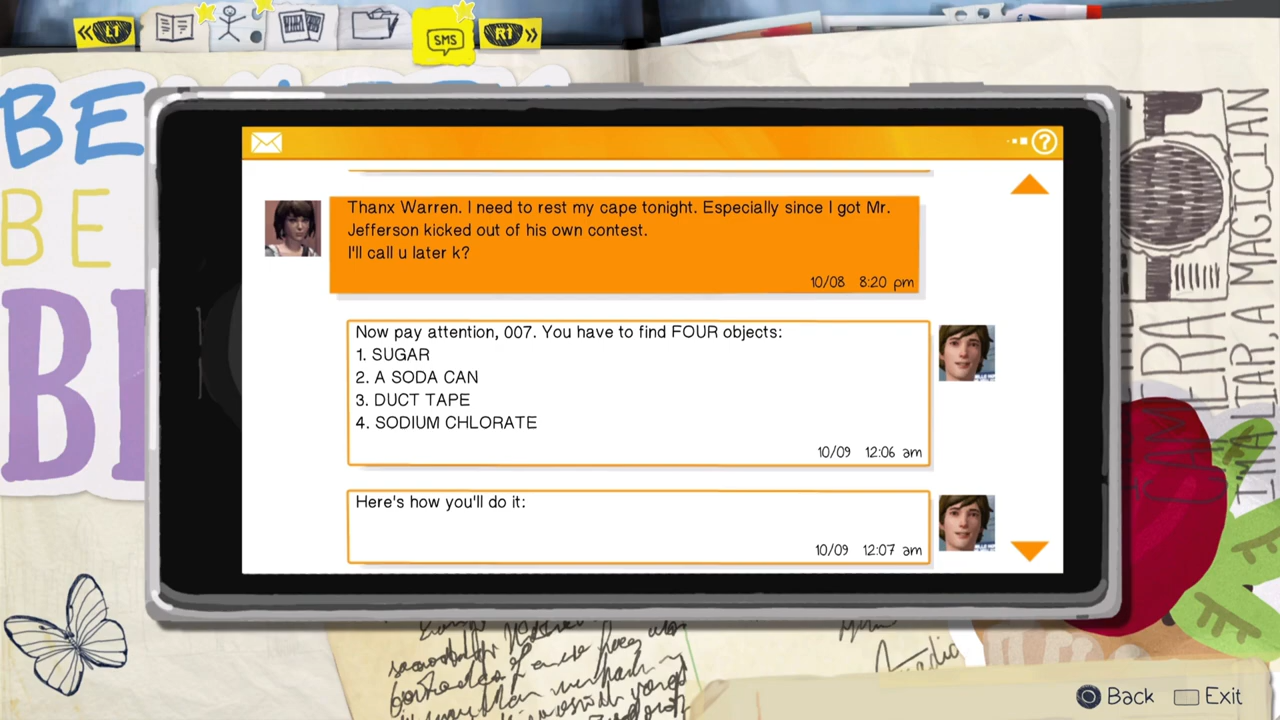 L1
SMS
R1
BE
BE
Thanx Warren. I need to rest my cape tonight. Especially since I got Mr.
Jefferson kicked out of his own contest.
I'll call u later k?
10/08 8:20 pm
Now pay attention, 007. You have to find FOUR objects:
1. SUGAR
2. A SODA CAN
3. DUCT TAPE
4. SODIUM CHLORATE
10/09 12:06 am
Here's how you'll do it:
10/09 12:07 am
LIAR, A MAGICIAN
Back
Exit